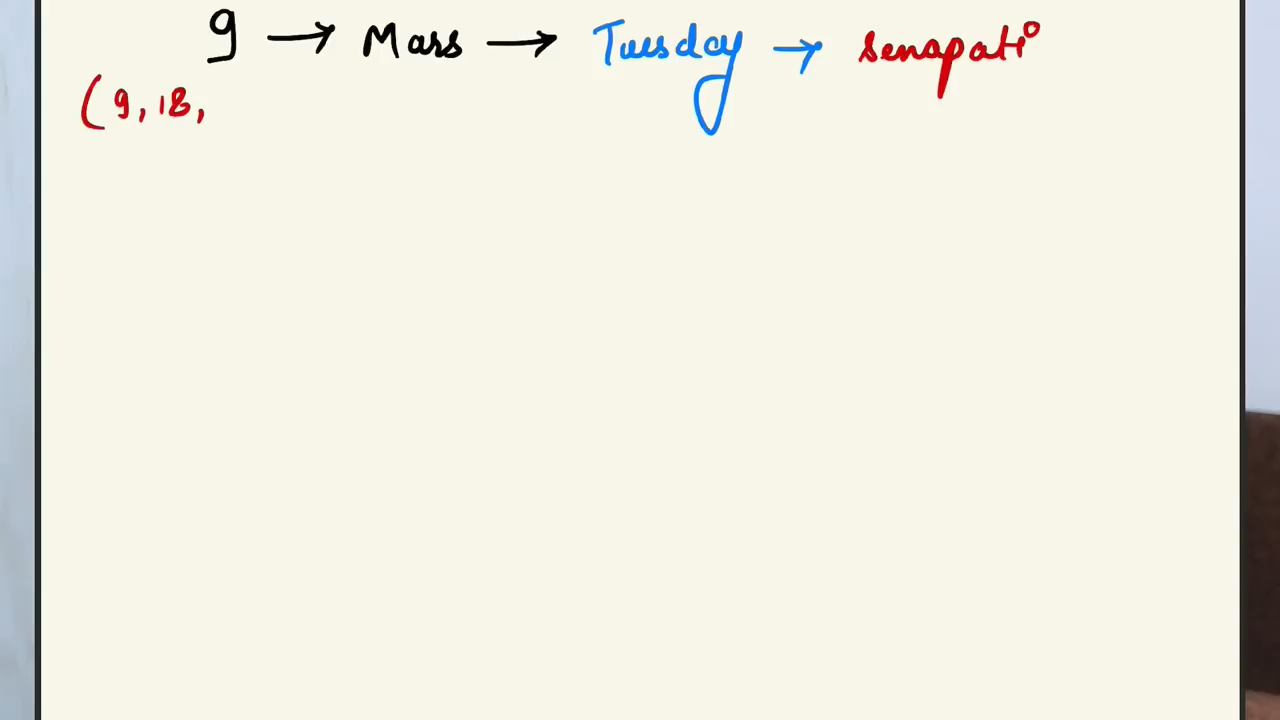 9 → Mars → Tuesday → Senapati
(9, 18,